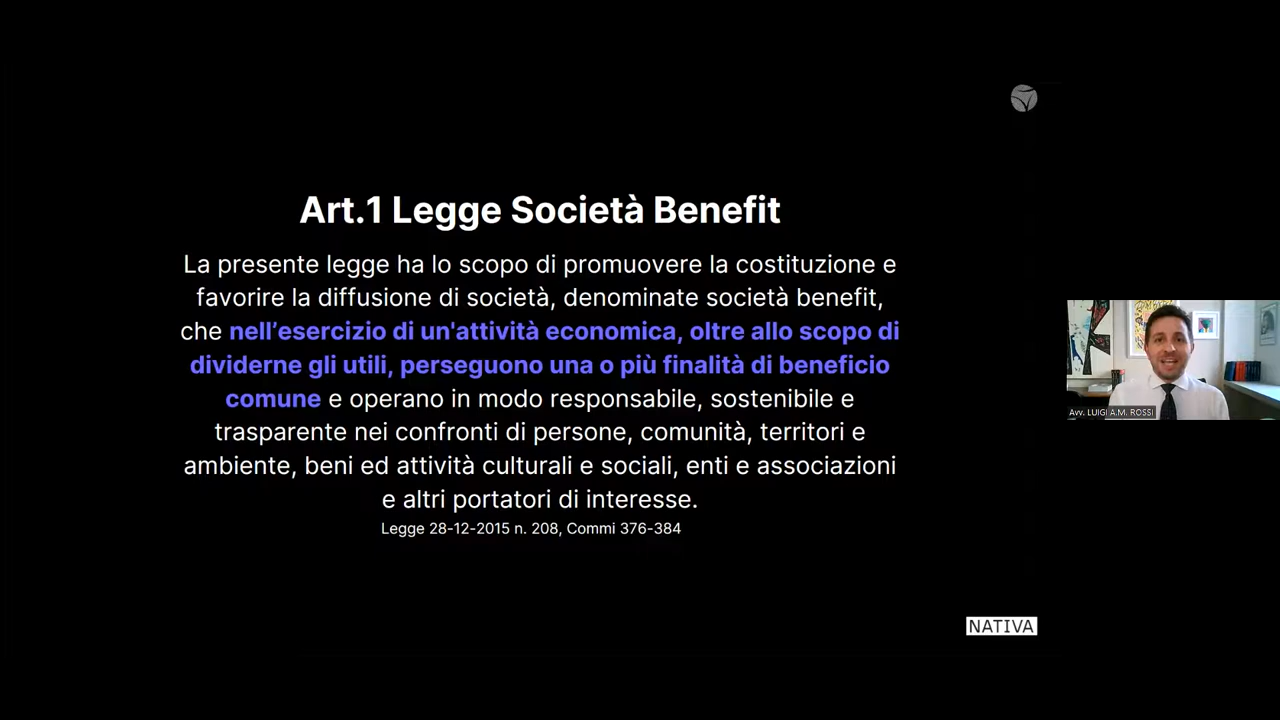 Art.1 Legge Società Benefit
La presente legge ha lo scopo di promuovere la costituzione e
favorire la diffusione di società, denominate società benefit,
che nell’esercizio di un'attività economica, oltre allo scopo di
dividerne gli utili, perseguono una o più finalità di beneficio
comune e operano in modo responsabile, sostenibile e
trasparente nei confronti di persone, comunità, territori e
ambiente, beni ed attività culturali e sociali, enti e associazioni
e altri portatori di interesse.
Legge 28-12-2015 n. 208, Commi 376-384
Avv. LUIGI A.M. ROSSI
NATIVA